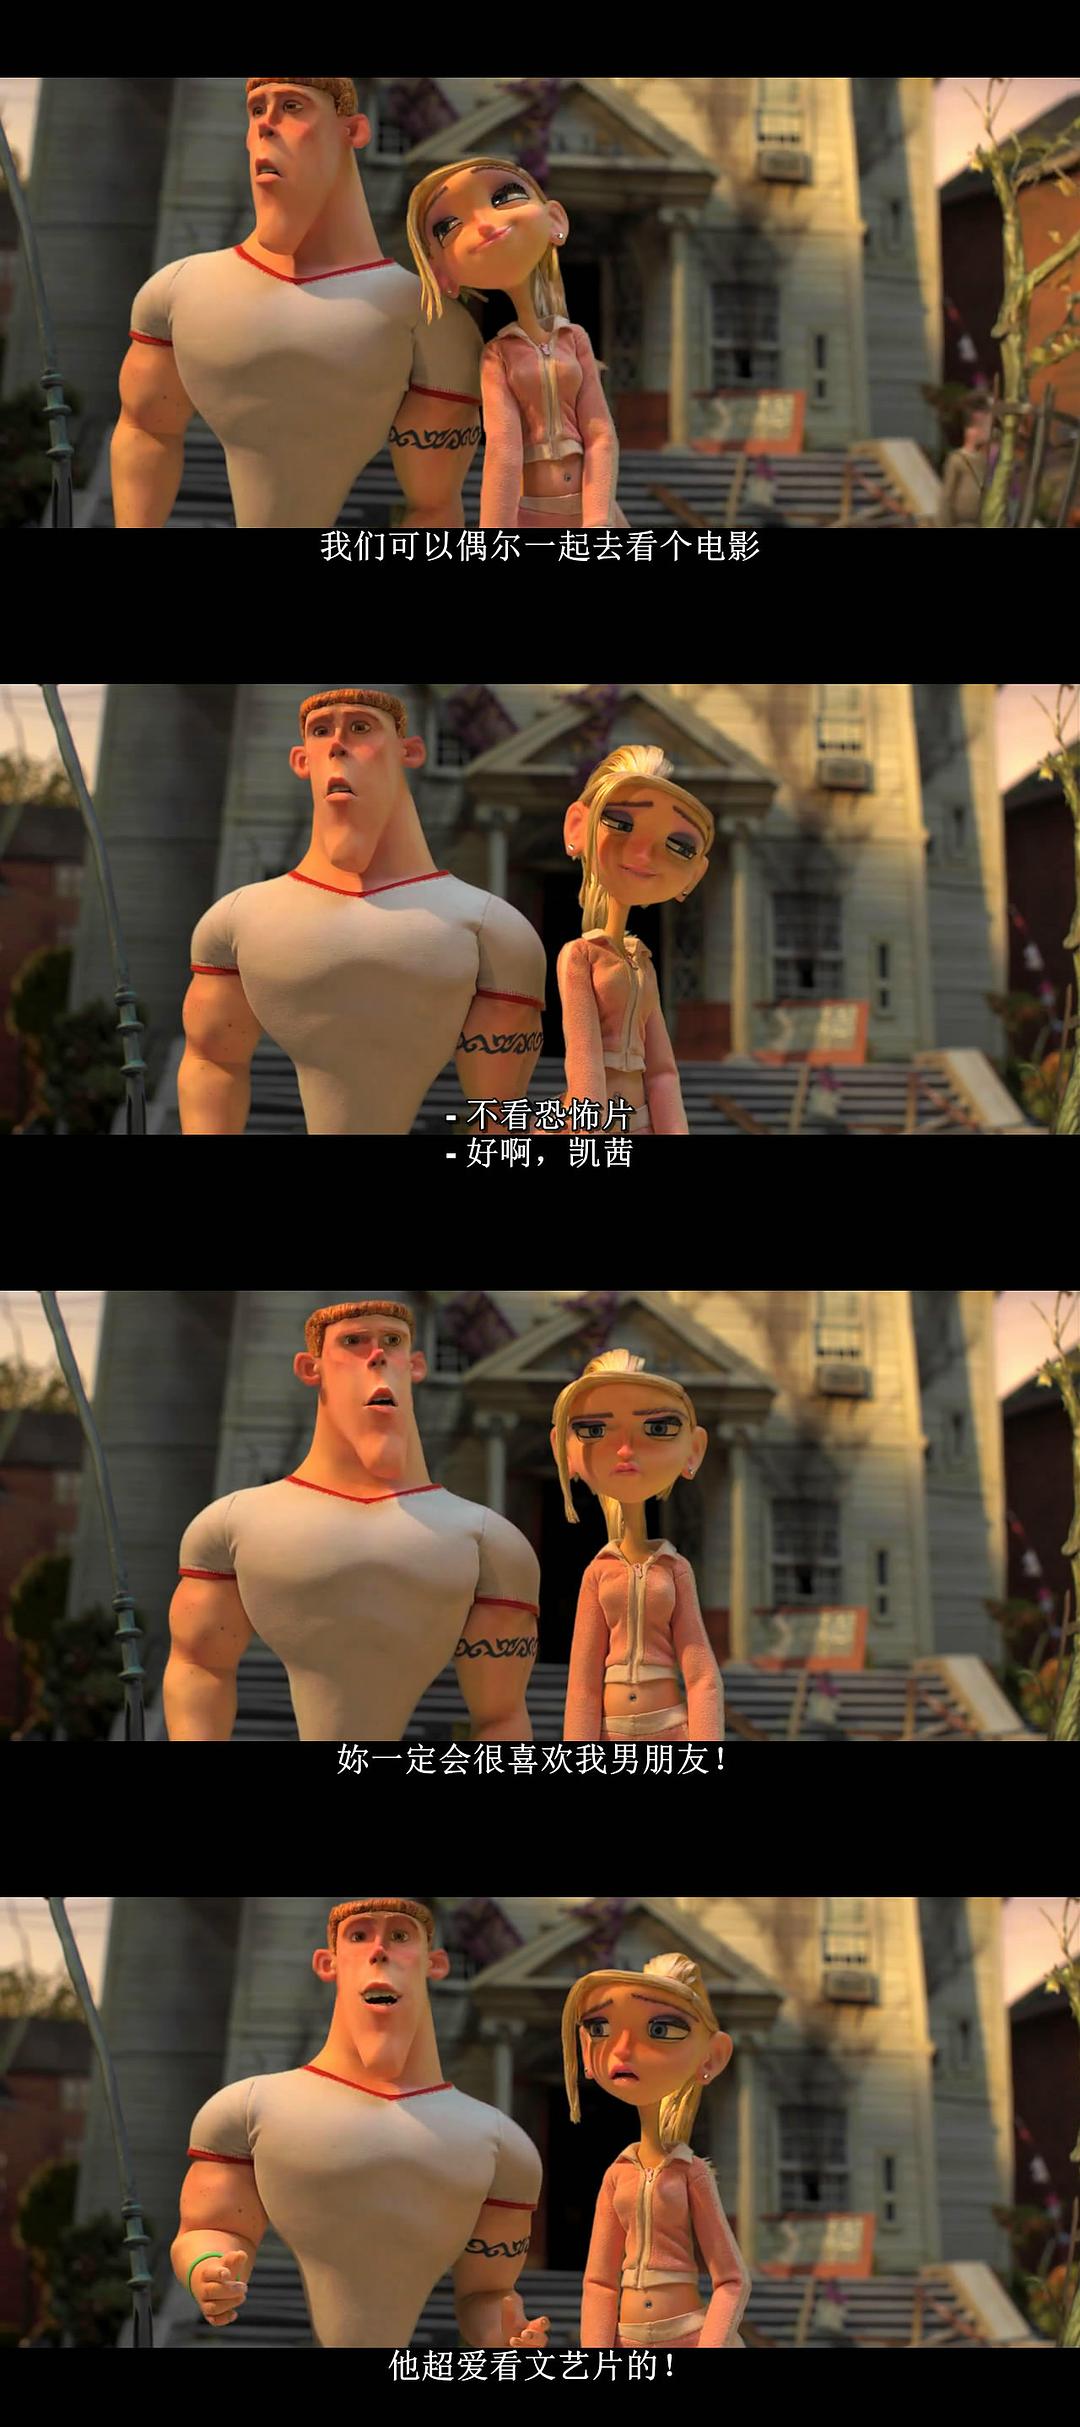 我们可以偶尔一起去看个电影
- 不看恐怖片
- 好啊，凯茜
妳一定会很喜欢我男朋友！
他超爱看文艺片的！